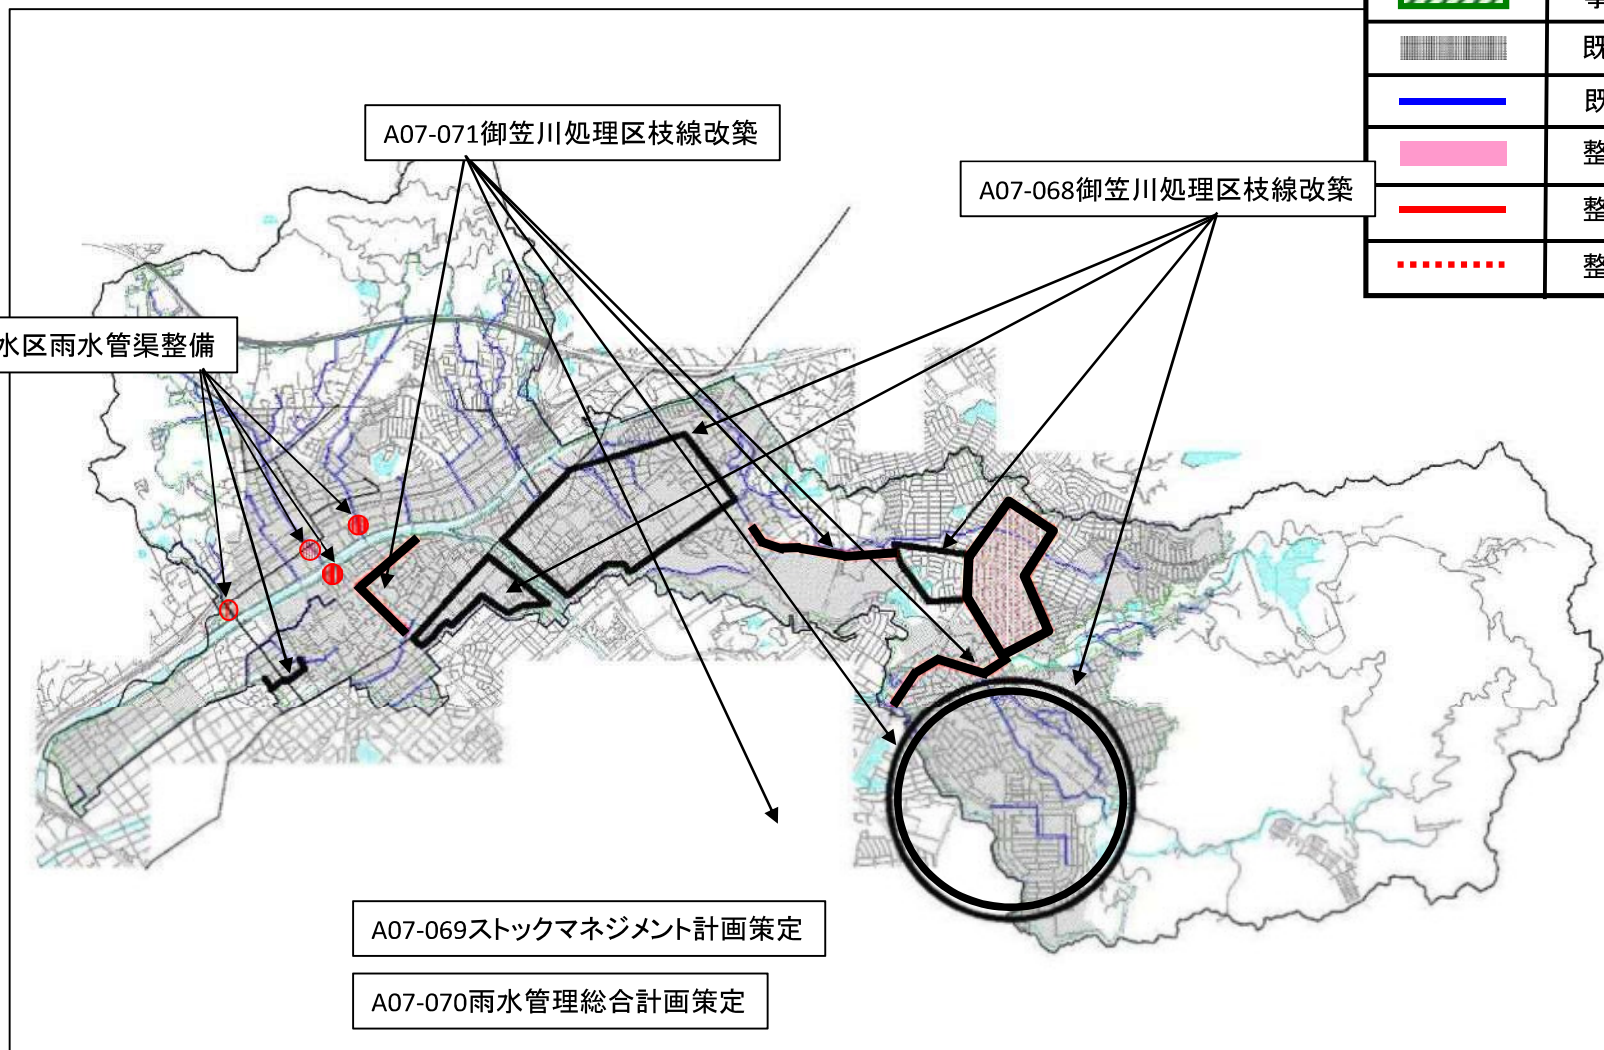 既
既
整
整
整
A07-071御笠川処理区枝線改築
A07-068御笠川処理区枝線改築
水区雨水管渠整備
A07-069ストックマネジメント計画策定
A07-070雨水管理総合計画策定